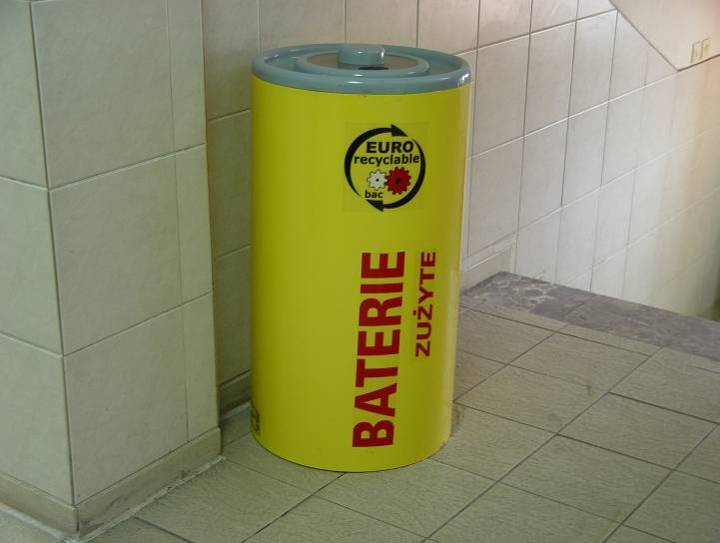 EURO
recyclable
bac
BATERIE
ZUŻYTE